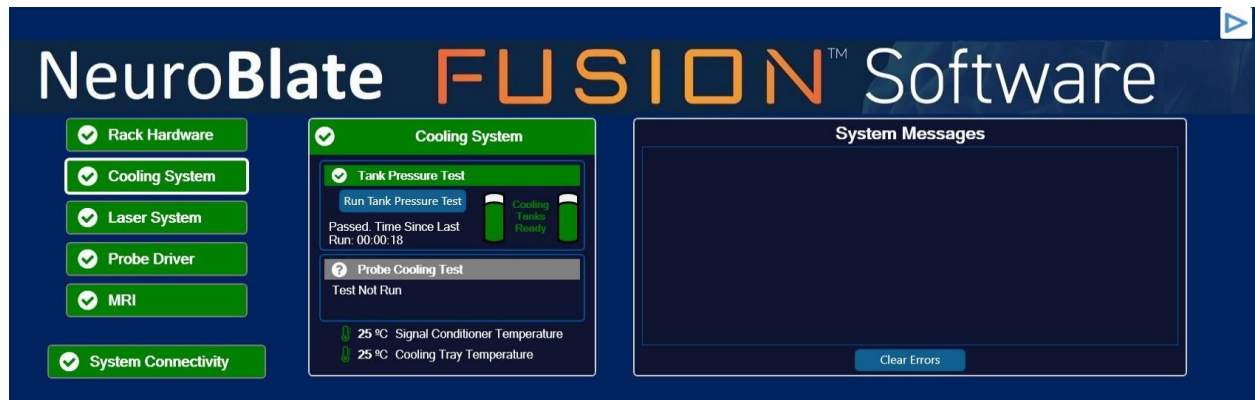 NeuroBlate FUSION™ Software
Rack Hardware
Cooling System
Laser System
Probe Driver
MRI
System Connectivity
Cooling System
Tank Pressure Test
Run Tank Pressure Test
Cooling
Tanks
Ready
Passed. Time Since Last
Run: 00:00:18
Probe Cooling Test
Test Not Run
25 ºC Signal Conditioner Temperature
25 ºC Cooling Tray Temperature
System Messages
Clear Errors